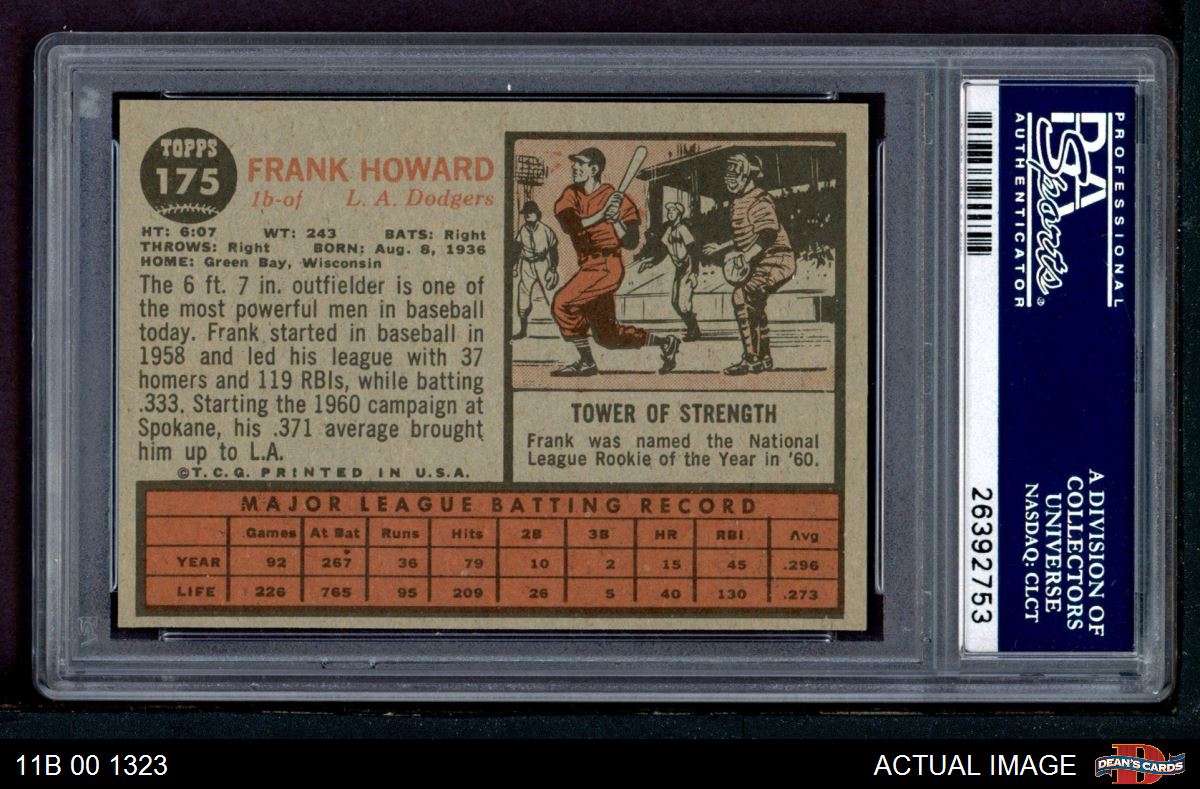 TOPPS
175
FRANK HOWARD
1b-of L. A. Dodgers
HT: 6:07 WT: 243 BATS: Right
THROWS: Right BORN: Aug. 8, 1936
HOME: Green Bay, Wisconsin
The 6 ft. 7 in. outfielder is one of
the most powerful men in baseball
today. Frank started in baseball in
1958 and led his league with 37
homers and 119 RBIs, while batting
.333. Starting the 1960 campaign at
Spokane, his .371 average brought
him up to L.A.
©T.C.G. PRINTED IN U.S.A.
TOWER OF STRENGTH
Frank was named the National
League Rookie of the Year in '60.
MAJOR LEAGUE BATTING RECORD
Games At Bat Runs Hits 2B 3B HR RBI Avg
YEAR 92 267 36 79 10 2 15 45 .296
LIFE 226 765 95 209 26 5 40 130 .273
PROFESSIONAL
PSA
Sports
®
AUTHENTICATOR
A DIVISION OF
COLLECTORS
UNIVERSE
NASDAQ: CLCT
26392753
11B 00 1323
ACTUAL IMAGE
D
DEAN'S CARDS